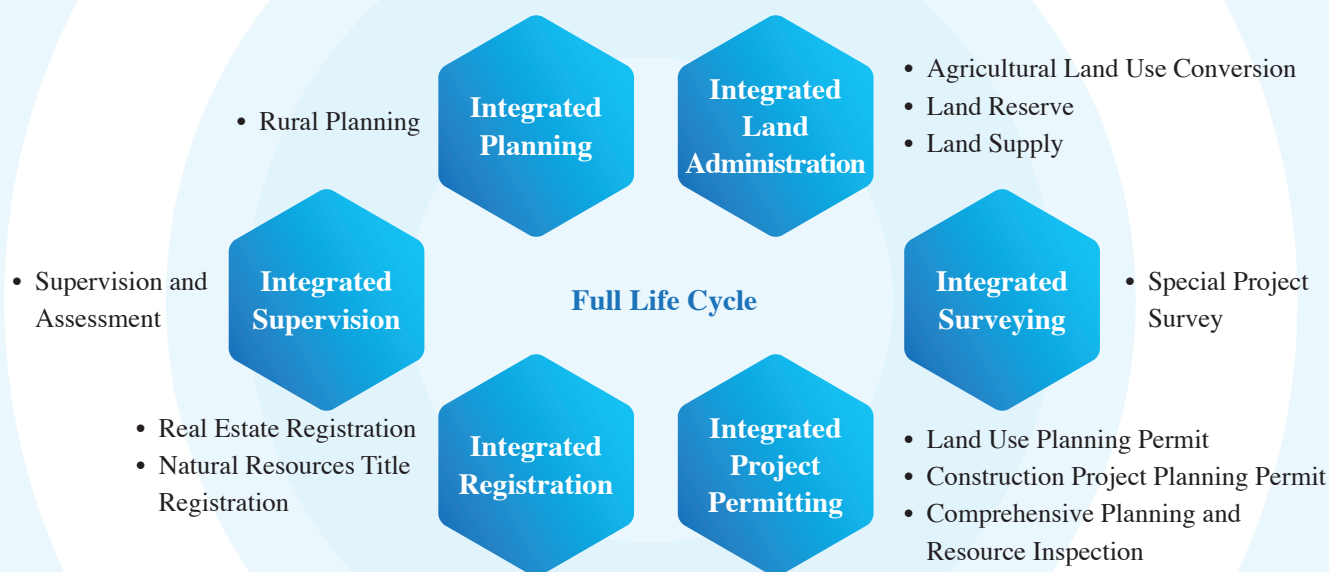 • Rural Planning
Integrated
Planning
Integrated
Land
Administration
• Agricultural Land Use Conversion
• Land Reserve
• Land Supply
• Supervision and
Assessment
Integrated
Supervision
Full Life Cycle
Integrated
Surveying
• Special Project
Survey
• Real Estate Registration
• Natural Resources Title
Registration
Integrated
Registration
Integrated
Project
Permitting
• Land Use Planning Permit
• Construction Project Planning Permit
• Comprehensive Planning and
Resource Inspection